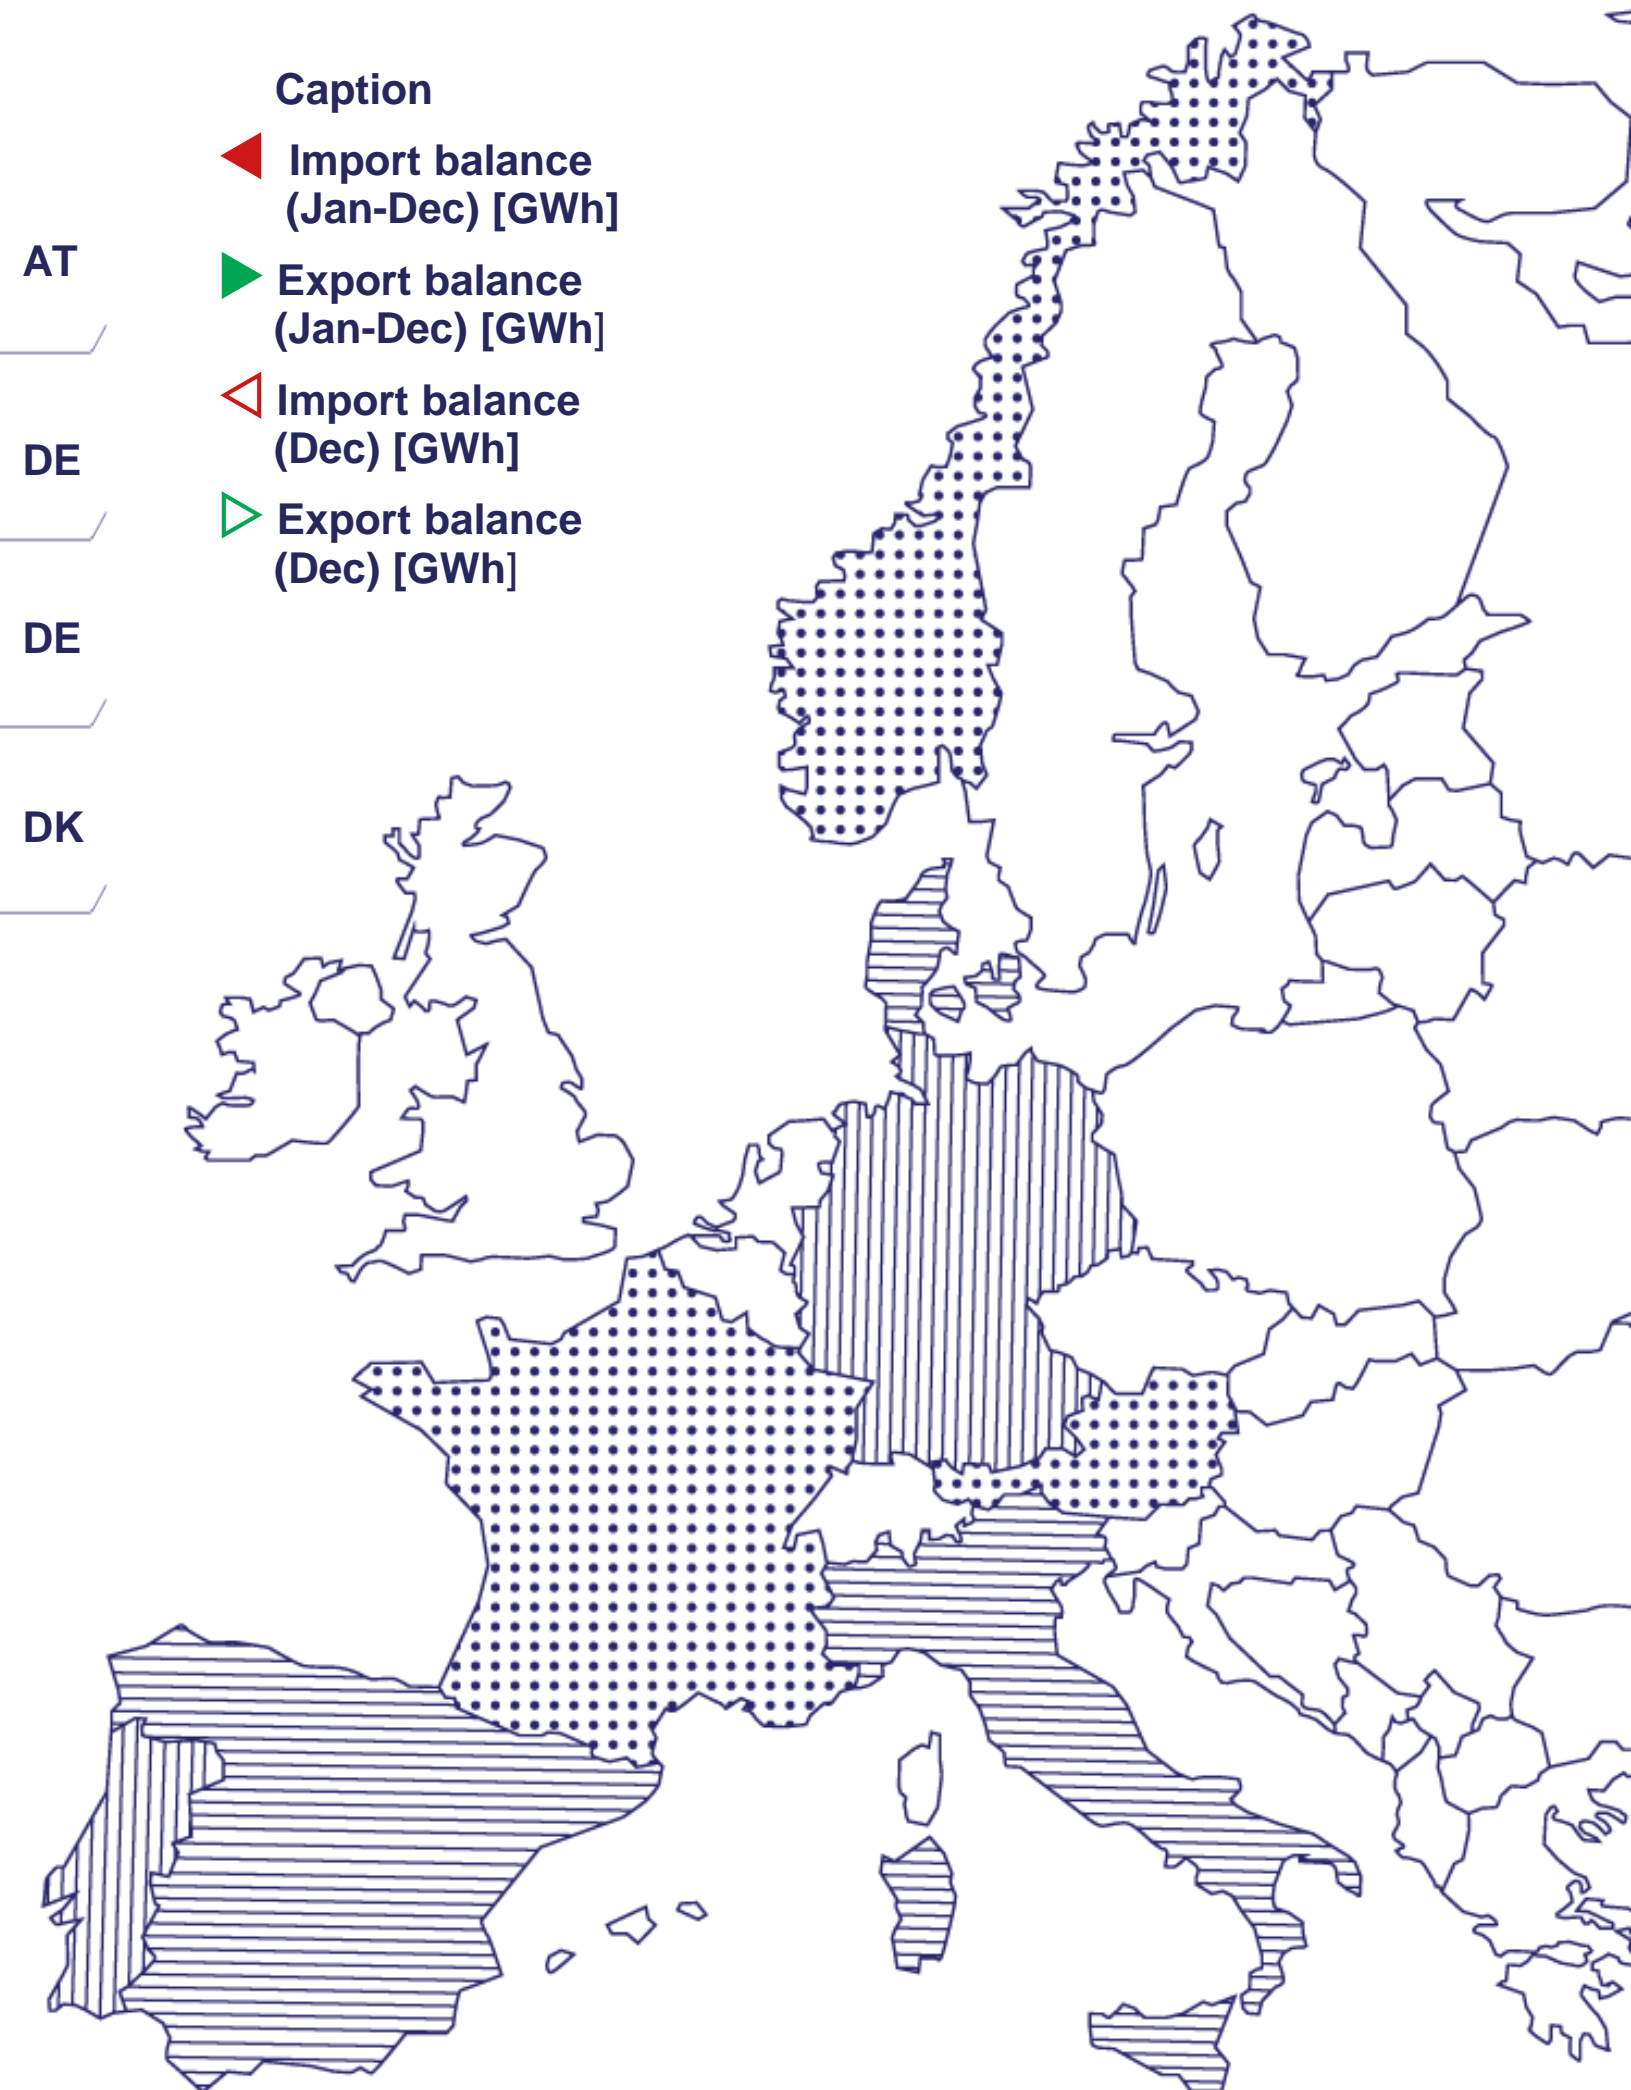 Caption
Import balance
(Jan-Dec) [GWh]
AT
Export balance
(Jan-Dec) [GWh]
Import balance
(Dec) [GWh]
DE
Export balance
(Dec) [GWh]
DE
DK